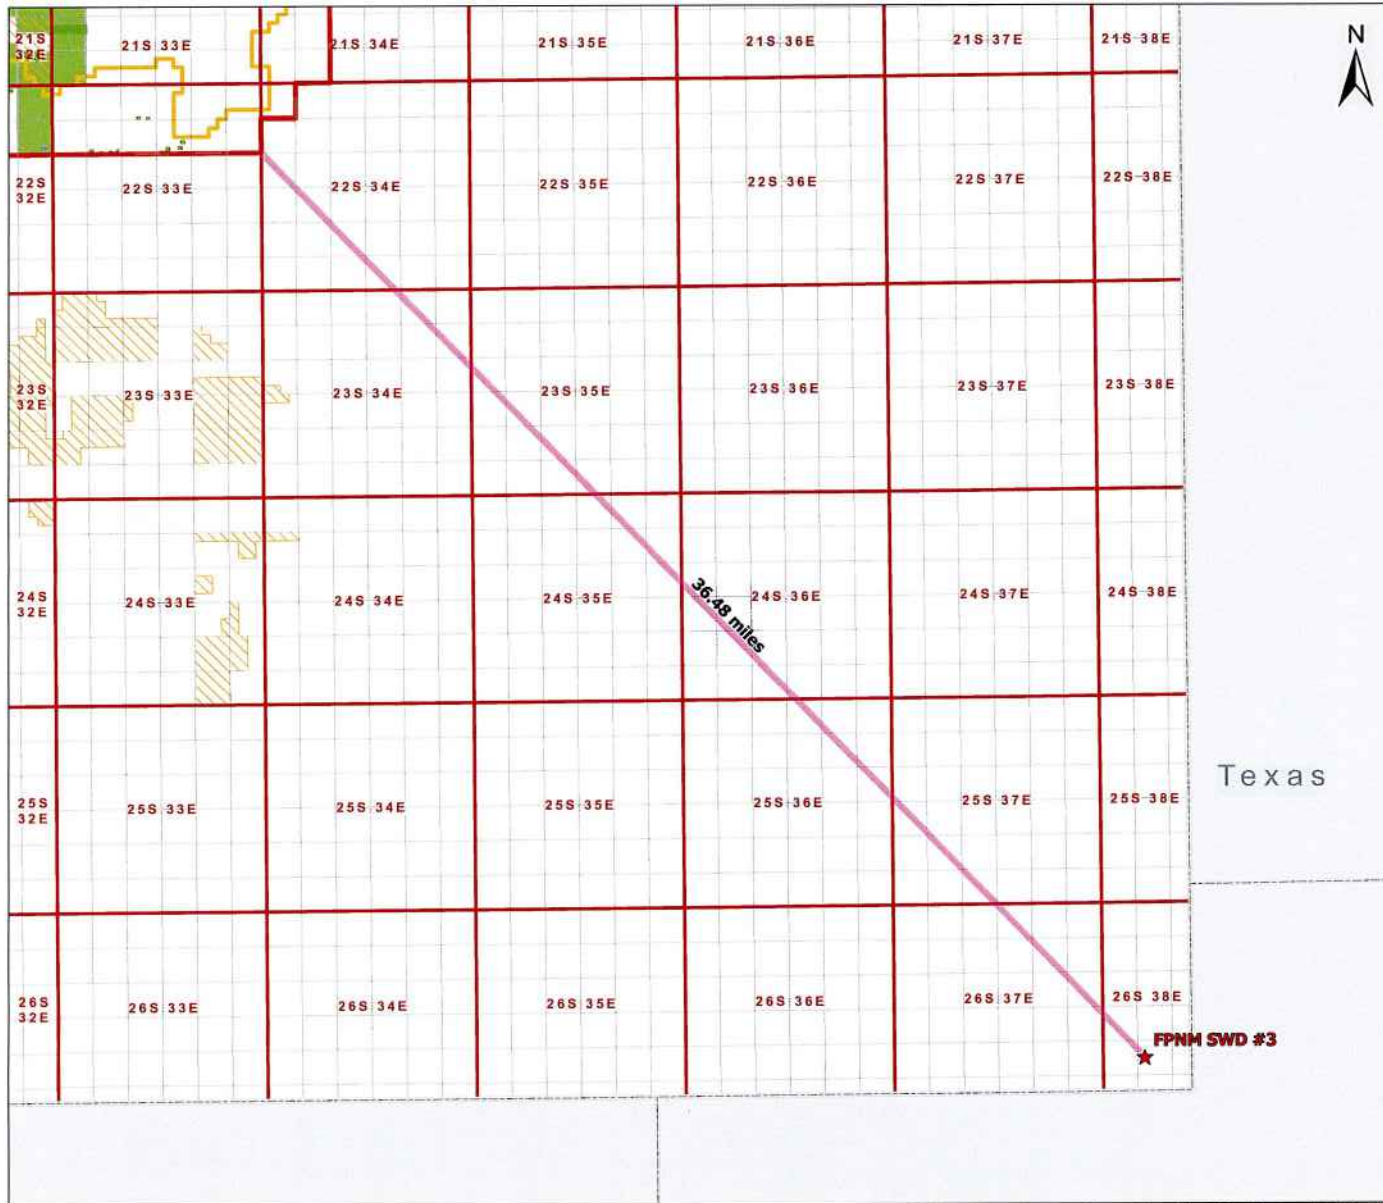 N
21S
32E
21S 33E
21S 34E
21S 35E
21S 36E
21S 37E
21S 38E
22S
32E
22S 33E
22S 34E
22S 35E
22S 36E
22S 37E
22S 38E
23S
32E
23S 33E
23S 34E
23S 35E
23S 36E
23S 37E
23S 38E
24S
32E
24S 33E
24S 34E
24S 35E
36.48 miles
24S 36E
24S 37E
24S 38E
Texas
25S
32E
25S 33E
25S 34E
25S 35E
25S 36E
25S 37E
25S 38E
26S
32E
26S 33E
26S 34E
26S 35E
26S 36E
26S 37E
26S 38E
FPNM SWD #3